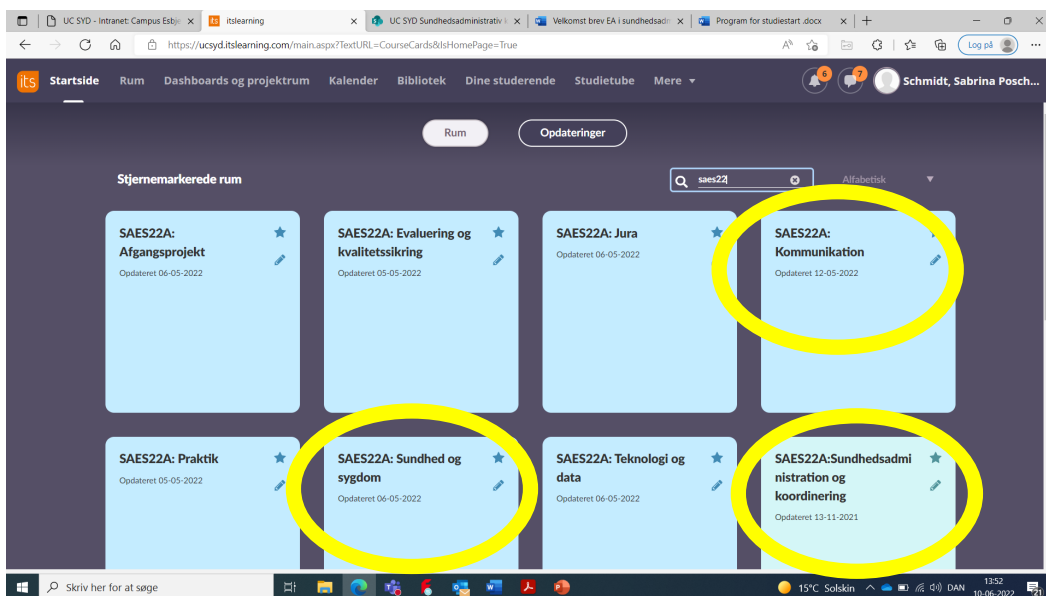 UC SYD - Intranet: Campus Esbje
its
itslearning
UC SYD Sundhedsadministrativ k
Velkomst brev EA i sundhedsadm
Program for studiestart .docx
https://ucsyd.itslearning.com/main.aspx?TextURL=CourseCards&IsHomePage=True
Log på
its
Startside
Rum
Dashboards og projektrum
Kalender
Bibliotek
Dine studerende
Studietube
Mere
6
7
Schmidt, Sabrina Posch...
Rum
Opdateringer
Stjernemarkerede rum
saes22
Alfabetisk
SAES22A:
Afgangsprojekt
Opdateret 06-05-2022
SAES22A: Evaluering og
kvalitetssikring
Opdateret 05-05-2022
SAES22A: Jura
Opdateret 06-05-2022
SAES22A:
Kommunikation
Opdateret 12-05-2022
SAES22A: Praktik
Opdateret 05-05-2022
SAES22A: Sundhed og
sygdom
Opdateret 06-05-2022
SAES22A: Teknologi og
data
Opdateret 06-05-2022
SAES22A:Sundhedsadmi
nistration og
koordinering
Opdateret 13-11-2021
Skriv her for at søge
15°C Solskin
DAN
13:52
10-06-2022
21